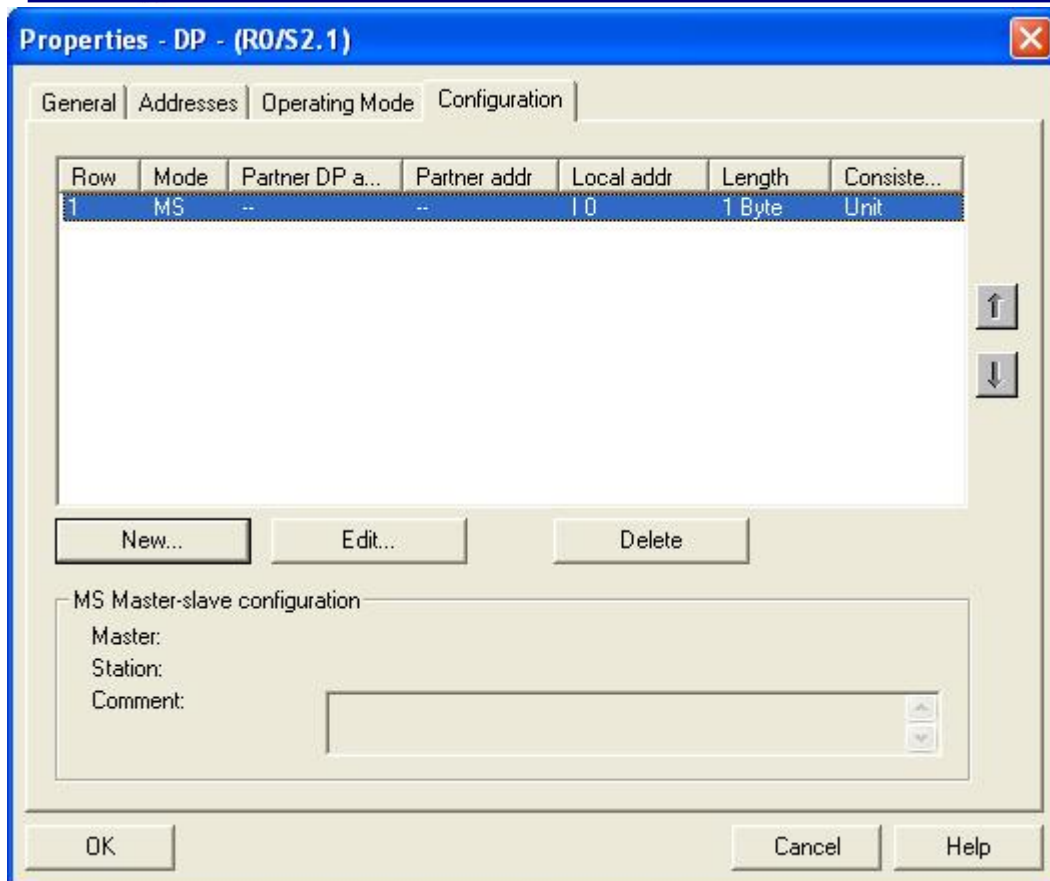 Properties - DP - (R0/S2.1)
General Addresses Operating Mode Configuration
Row Mode Partner DP a... Partner addr Local addr Length Consiste...
1 MS -- -- I 0 1 Byte Unit
New... Edit... Delete
MS Master-slave configuration
Master:
Station:
Comment:
OK Cancel Help